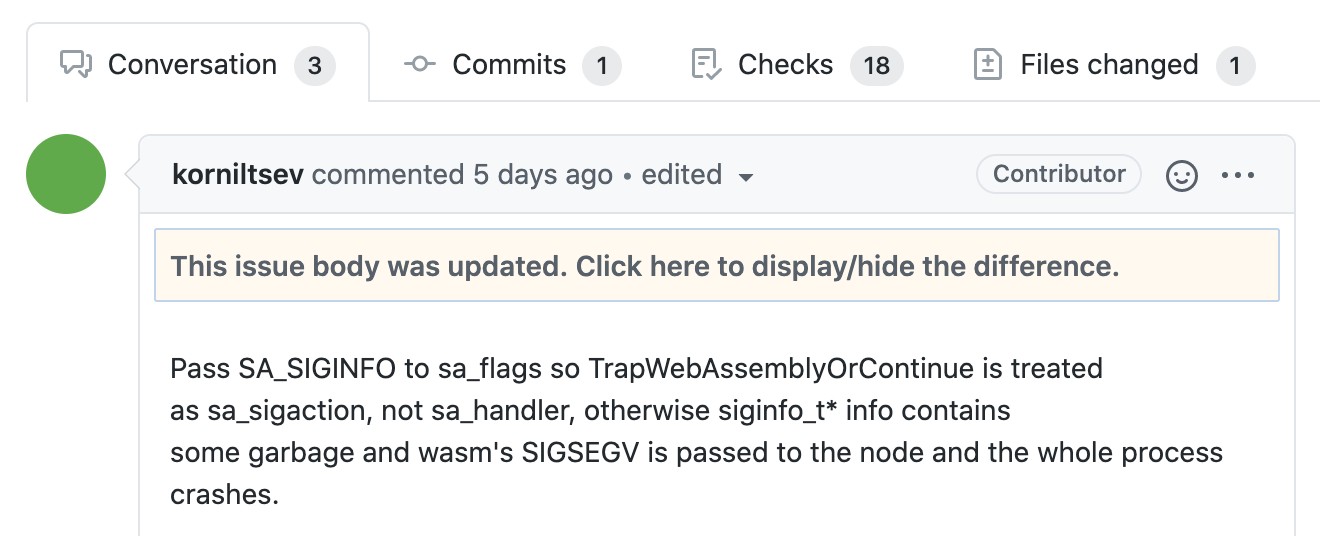 Conversation 3 Commits 1 Checks 18 Files changed 1
korniltsev commented 5 days ago • edited Contributor
This issue body was updated. Click here to display/hide the difference.
Pass SA_SIGINFO to sa_flags so TrapWebAssemblyOrContinue is treated
as sa_sigaction, not sa_handler, otherwise siginfo_t* info contains
some garbage and wasm's SIGSEGV is passed to the node and the whole process
crashes.